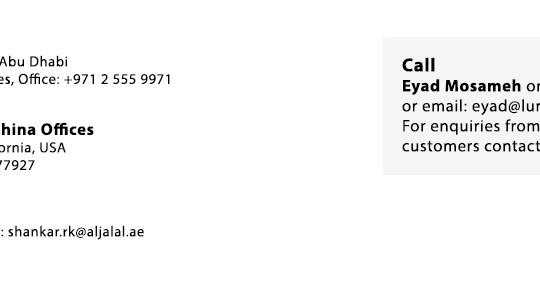 Abu Dhabi
es, Office: +971 2 555 9971
hina Offices
ornia, USA
77927
: shankar.rk@aljalal.ae
Call
Eyad Mosameh or
or email: eyad@lur
For enquiries from
customers contact